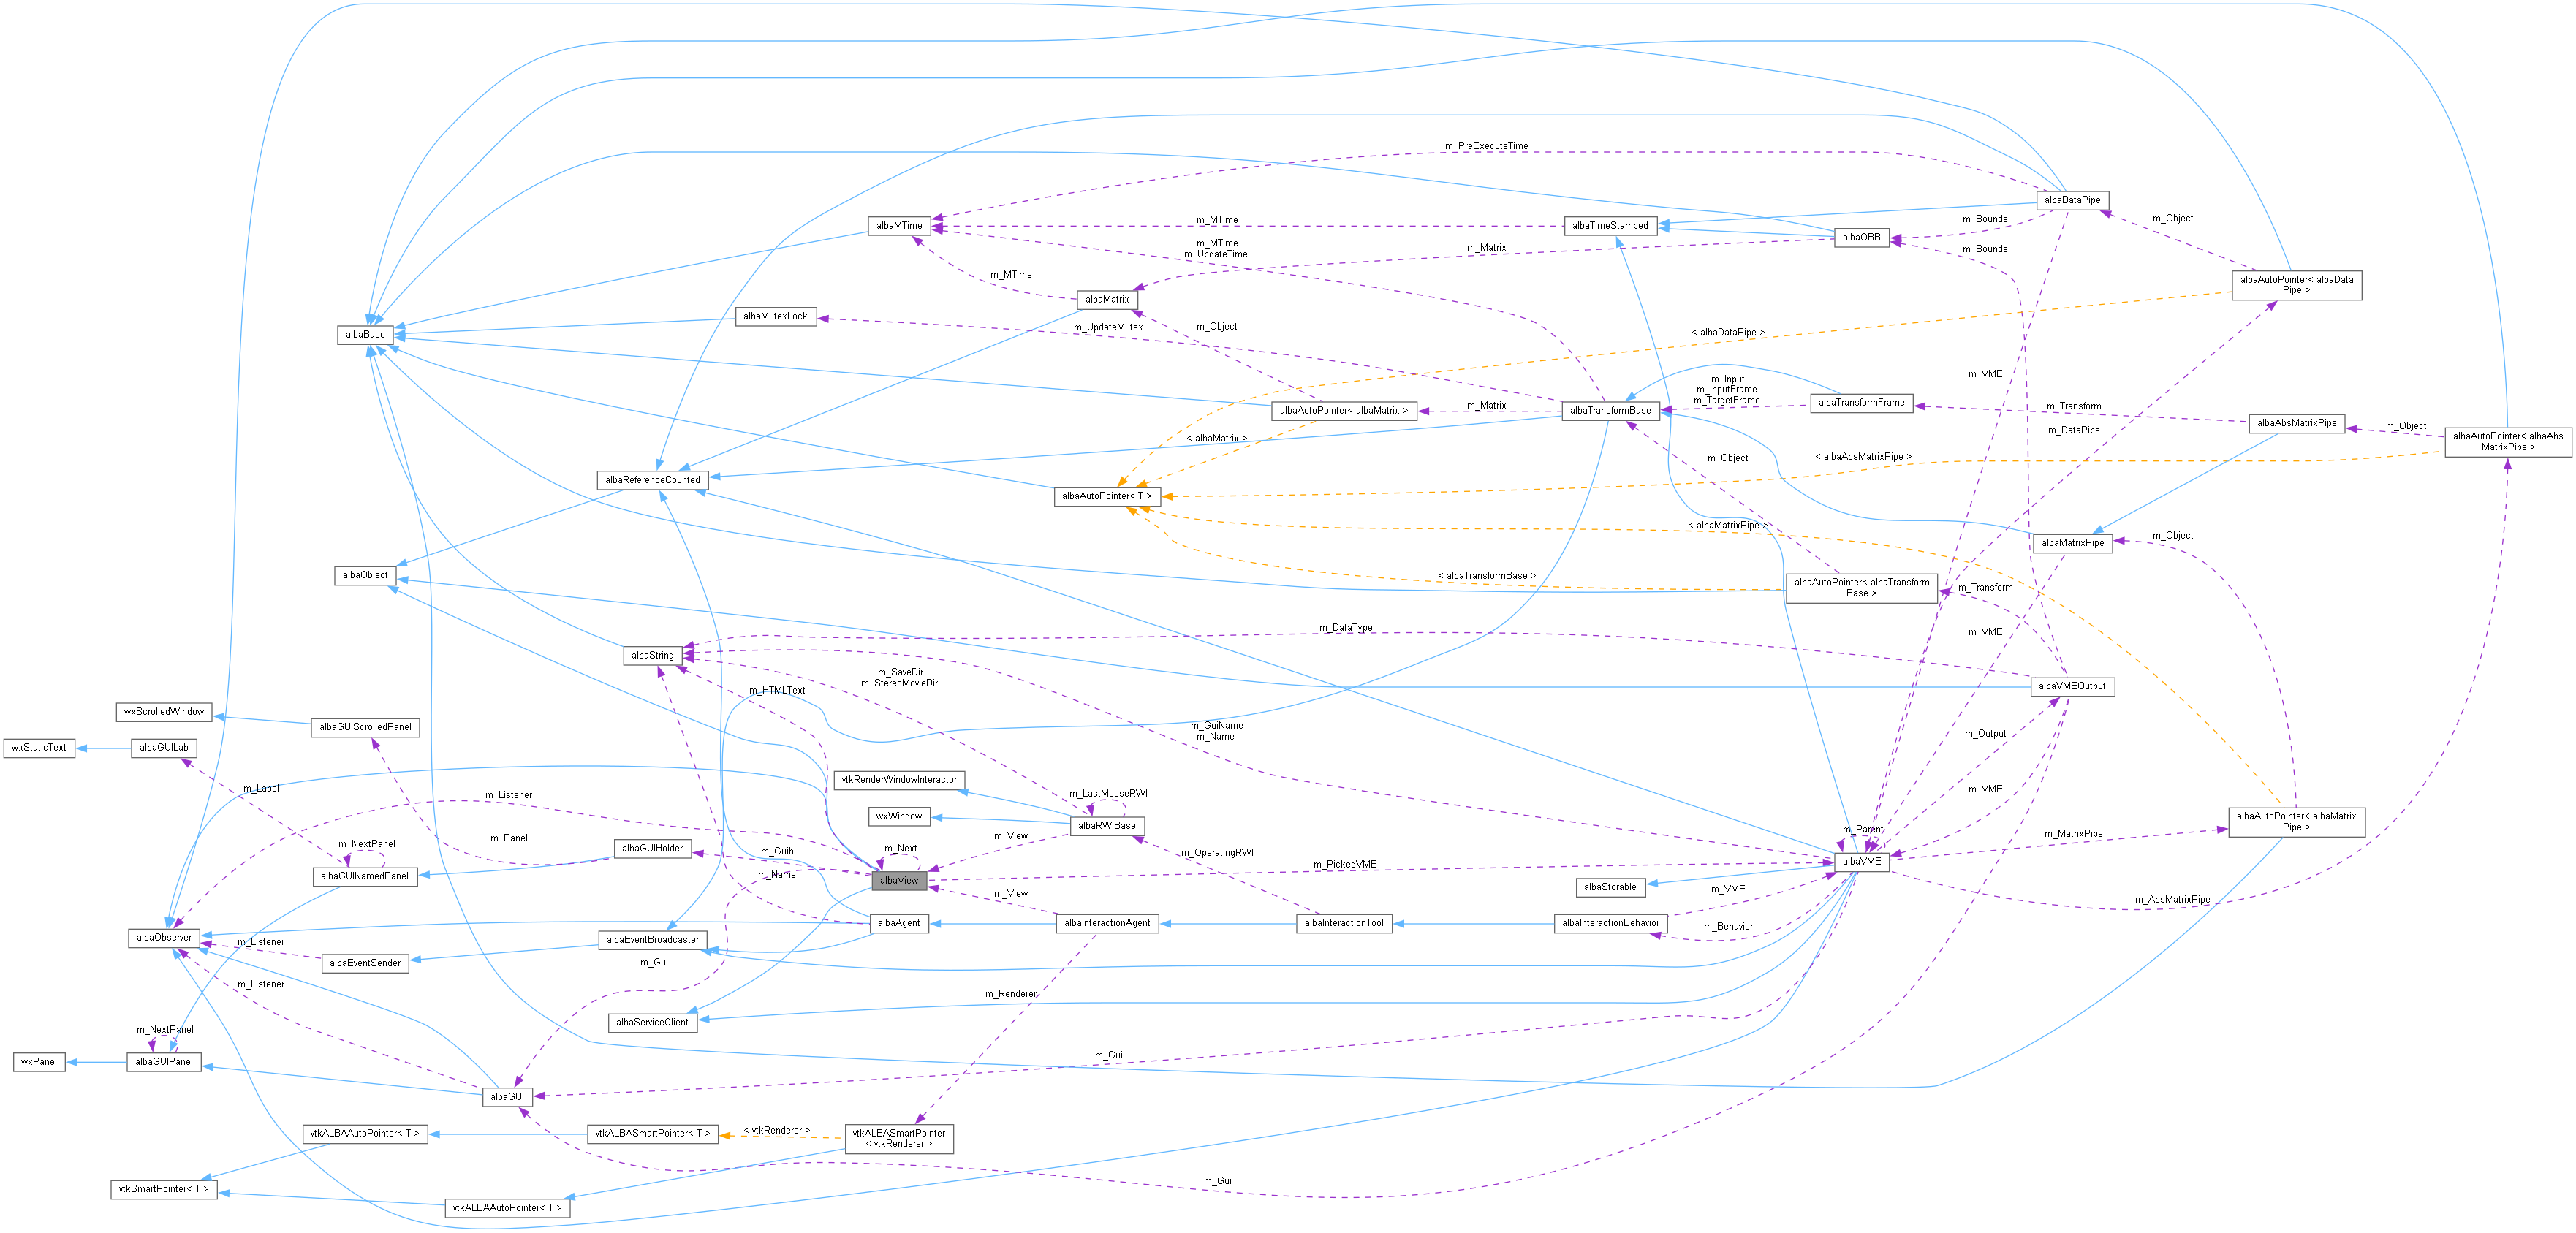 m_PreExecuteTime
albaDataPipe
m_Object
m_MTime
m_Bounds
albaMTime
albaTimeStamped
albaOBB
m_MTime
m_UpdateTime
m_Matrix
m_Bounds
m_MTime
albaAutoPointer< albaData
Pipe >
albaMatrix
albaMutexLock
m_UpdateMutex
m_Object
< albaDataPipe >
albaBase
m_VME
m_Input
m_InputFrame
m_TargetFrame
albaAutoPointer< albaMatrix >
m_Matrix
albaTransformBase
albaTransformFrame
m_Transform
albaAbsMatrixPipe
m_Object
albaAutoPointer< albaAbs
MatrixPipe >
m_DataPipe
< albaMatrix >
m_Object
< albaAbsMatrixPipe >
albaReferenceCounted
albaAutoPointer< T >
< albaMatrixPipe >
albaMatrixPipe
m_Object
albaObject
< albaTransformBase >
albaAutoPointer< albaTransform
Base >
m_Transform
m_DataType
m_VME
albaString
m_SaveDir
m_StereoMovieDir
m_HTMLText
albaVMEOutput
wxScrolledWindow
albaGUIScrolledPanel
m_GuiName
m_Name
m_Output
wxStaticText
albaGUILab
vtkRenderWindowInteractor
m_Label
m_Listener
m_LastMouseRWI
m_VME
wxWindow
albaRWIBase
albaAutoPointer< albaMatrix
Pipe >
m_Panel
m_View
m_Parent
m_MatrixPipe
m_NextPanel
albaGUIHolder
m_Guih
m_Next
m_OperatingRWI
m_PickedVME
albaVME
albaGUINamedPanel
m_Name
albaView
albaStorable
m_View
m_VME
m_AbsMatrixPipe
albaAgent
albaInteractionAgent
albaInteractionTool
albaInteractionBehavior
m_Behavior
albaObserver
m_Listener
albaEventBroadcaster
albaEventSender
m_Gui
m_Listener
m_Renderer
albaServiceClient
m_NextPanel
wxPanel
albaGUIPanel
m_Gui
albaGUI
vtkALBAAutoPointer< T >
vtkALBASmartPointer< T >
< vtkRenderer >
vtkALBASmartPointer
< vtkRenderer >
m_Gui
vtkSmartPointer< T >
vtkALBAAutoPointer< T >